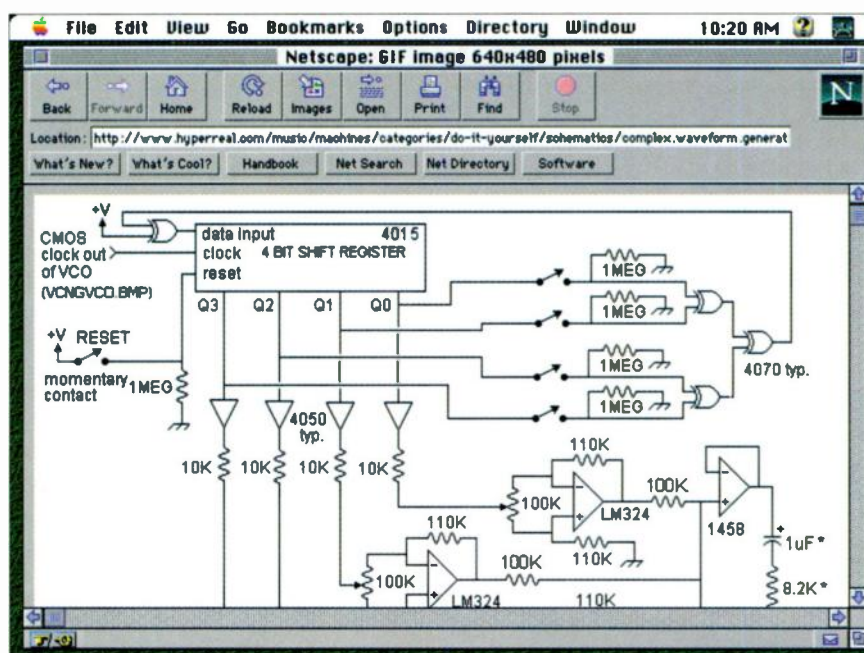 File Edit View Go Bookmarks Options Directory Window 10:20 AM
Netscape: GIF image 640x480 pixels
Back Forward Home Reload Images Open Print Find Stop
N
Location: http://www.hyperreal.com/music/machines/categories/do-it-yourself/schematics/complex.waveform.generat
What's New? What's Cool? Handbook Net Search Net Directory Software
+V
data input 4015
CMOS
clock out
of VCO
(VCNGVCO.BMP)
clock 4 BIT SHIFT REGISTER
reset
Q3 Q2 Q1 Q0
1MEG
1MEG
1MEG
1MEG
4070 typ.
+V RESET
momentary
contact
1MEG
4050
typ.
10K 10K 10K 10K
110K
100K
- +
LM324
110K
100K
- +
1458
+
1uF*
8.2K*
110K
100K
- +
LM324
100K
110K